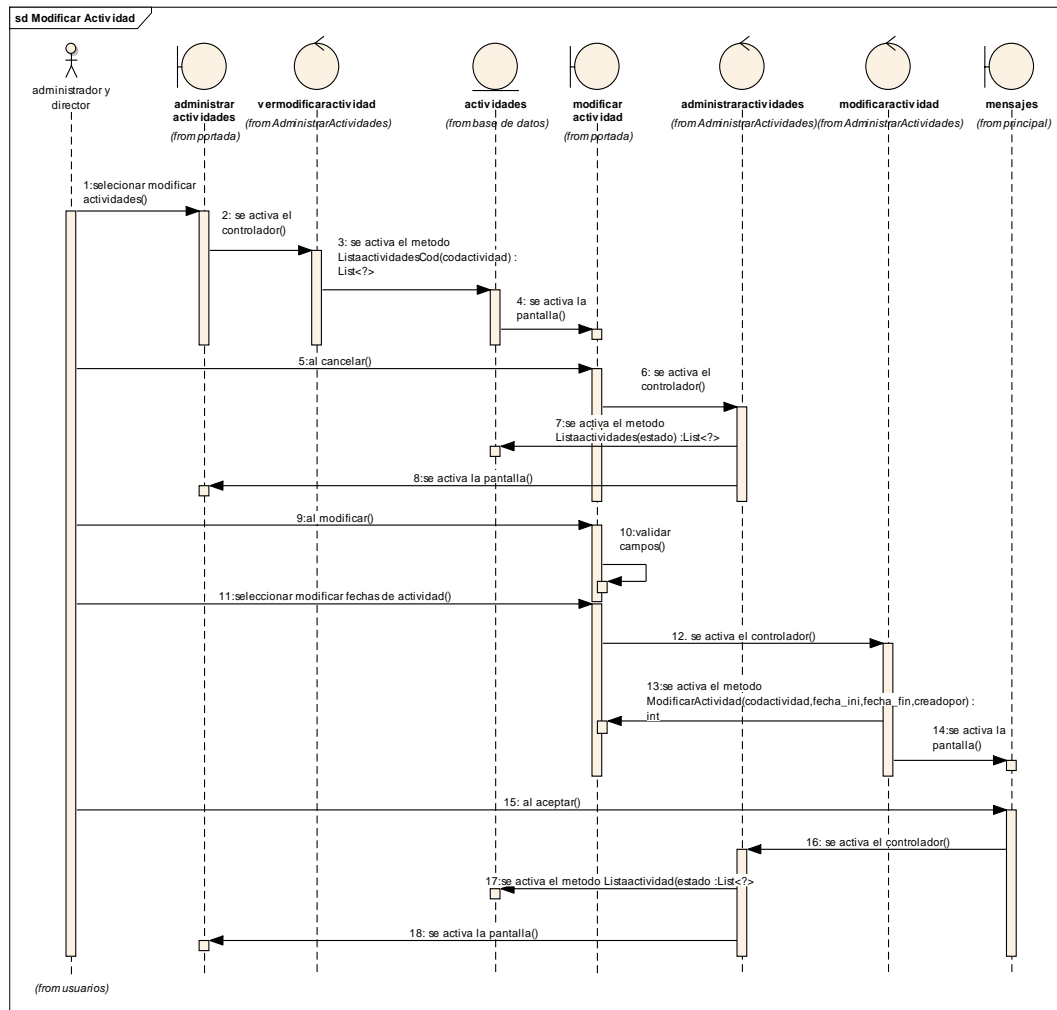 sd Modificar Actividad
administrador y
director
administrar
actividades
(from portada)
vermodificaractividad
(from AdministrarActividades)
actividades
(from base de datos)
modificar
actividad
(from portada)
administraractividades
(from AdministrarActividades)
modificaractividad
(from AdministrarActividades)
mensajes
(from principal)
1:selecionar modificar
actividades()
2: se activa el
controlador()
3: se activa el metodo
ListaactividadesCod(codactividad) :
List<?>
4: se activa la
pantalla()
5:al cancelar()
6: se activa el
controlador()
7:se activa el metodo
Listaactividades(estado) :List<?>
8:se activa la pantalla()
9:al modificar()
10:validar
campos()
11:seleccionar modificar fechas de actividad()
12. se activa el controlador()
13:se activa el metodo
ModificarActividad(codactividad,fecha_ini,fecha_fin,creadopor) :
int
14:se activa la
pantalla()
15: al aceptar()
16: se activa el controlador()
17:se activa el metodo Listaactividad(estado :List<?>
18: se activa la pantalla()
(from usuarios)